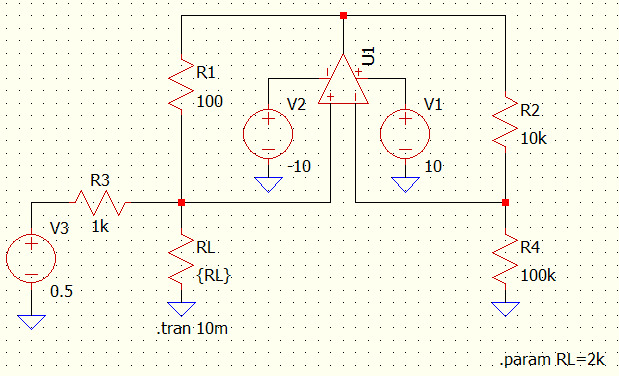 U1
R1
100
V2
-10
V1
10
R2
10k
R3
1k
V3
0.5
RL
{RL}
R4
100k
.tran 10m
.param RL=2k